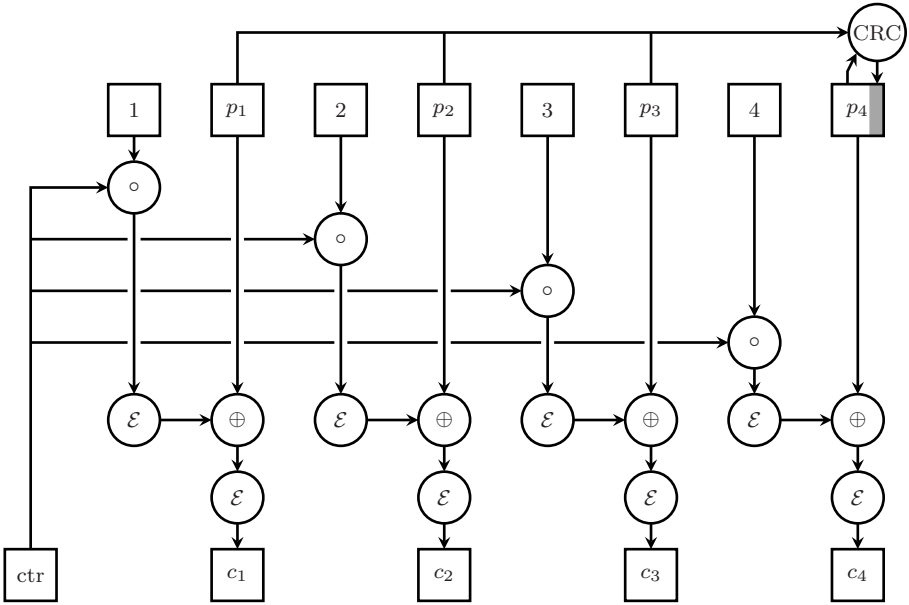 CRC
1 p₁ 2 p₂ 3 p₃ 4 p₄
∘
∘
∘
∘
ℰ ⊕ ℰ ⊕ ℰ ⊕ ℰ ⊕
ℰ ℰ ℰ ℰ
ctr c₁ c₂ c₃ c₄